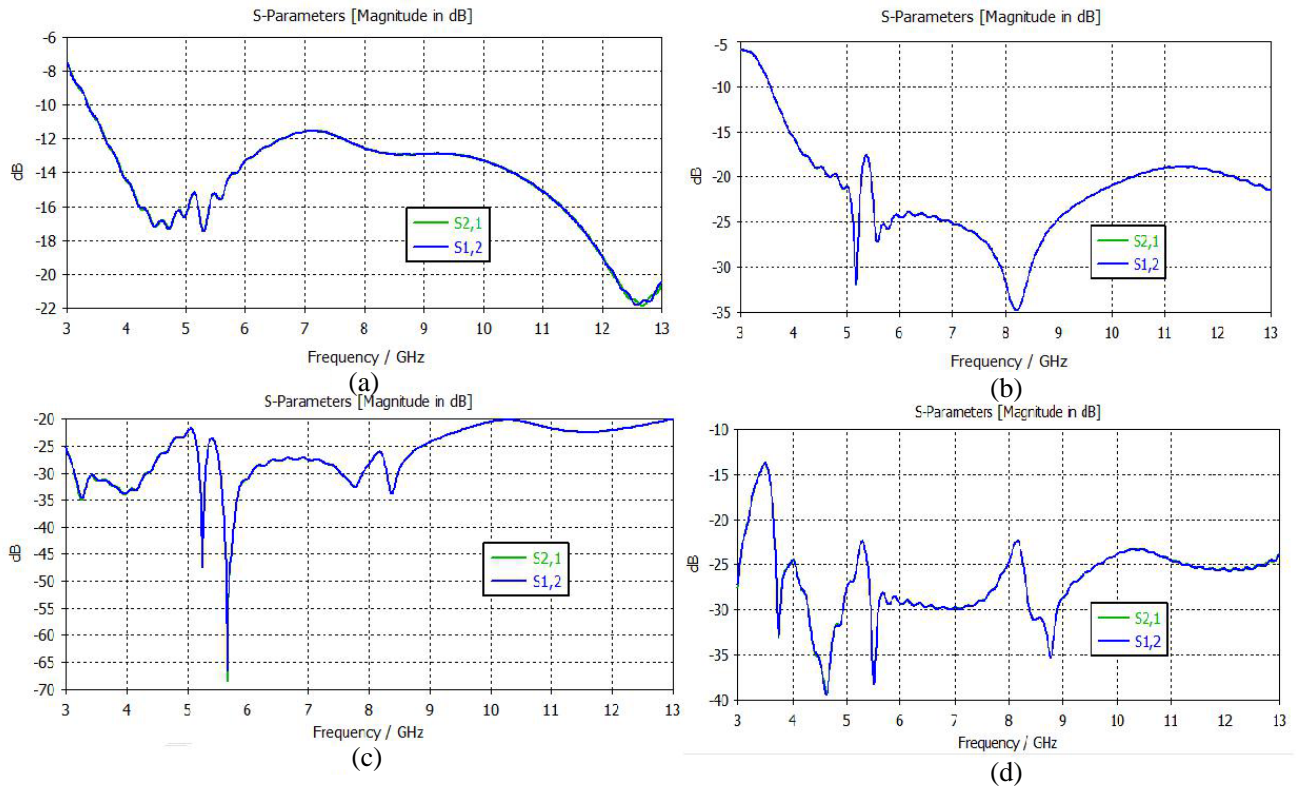 S-Parameters [Magnitude in dB]
-6
-8
-10
-12
-14
-16
-18
-20
-22
dB
S2,1
S1,2
3 4 5 6 7 8 9 10 11 12 13
Frequency / GHz
(a)
S-Parameters [Magnitude in dB]
-5
-10
-15
-20
-25
-30
-35
dB
S2,1
S1,2
3 4 5 6 7 8 9 10 11 12 13
Frequency / GHz
(b)
S-Parameters [Magnitude in dB]
-20
-25
-30
-35
-40
-45
-50
-55
-60
-65
-70
dB
S2,1
S1,2
3 4 5 6 7 8 9 10 11 12 13
Frequency / GHz
(c)
S-Parameters [Magnitude in dB]
-10
-15
-20
-25
-30
-35
-40
dB
S2,1
S1,2
3 4 5 6 7 8 9 10 11 12 13
Frequency / GHz
(d)